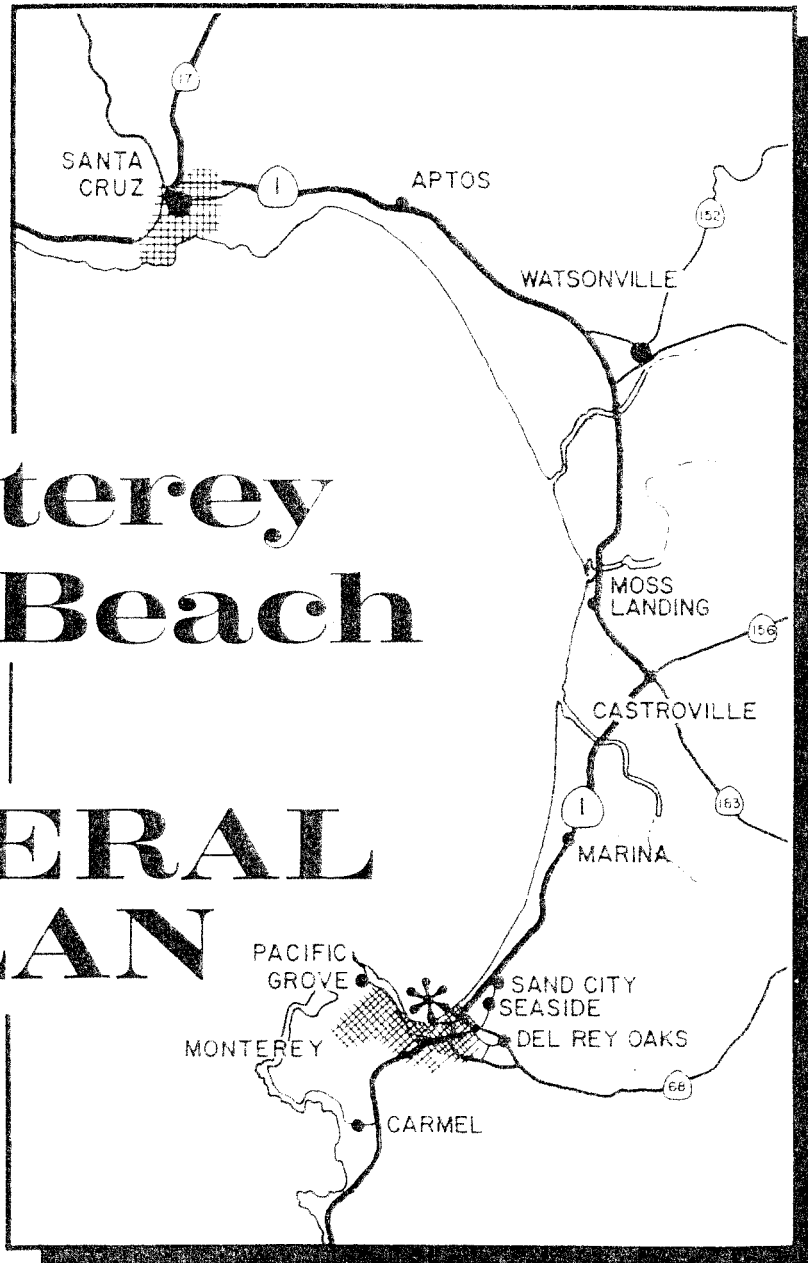 17
SANTA
CRUZ
1
APTOS
152
WATSONVILLE
terey
Beach
MOSS
LANDING
156
CASTROVILLE
183
1
MARINA
ERAL
LAN
PACIFIC
GROVE
SAND CITY
SEASIDE
DEL REY OAKS
MONTEREY
68
CARMEL